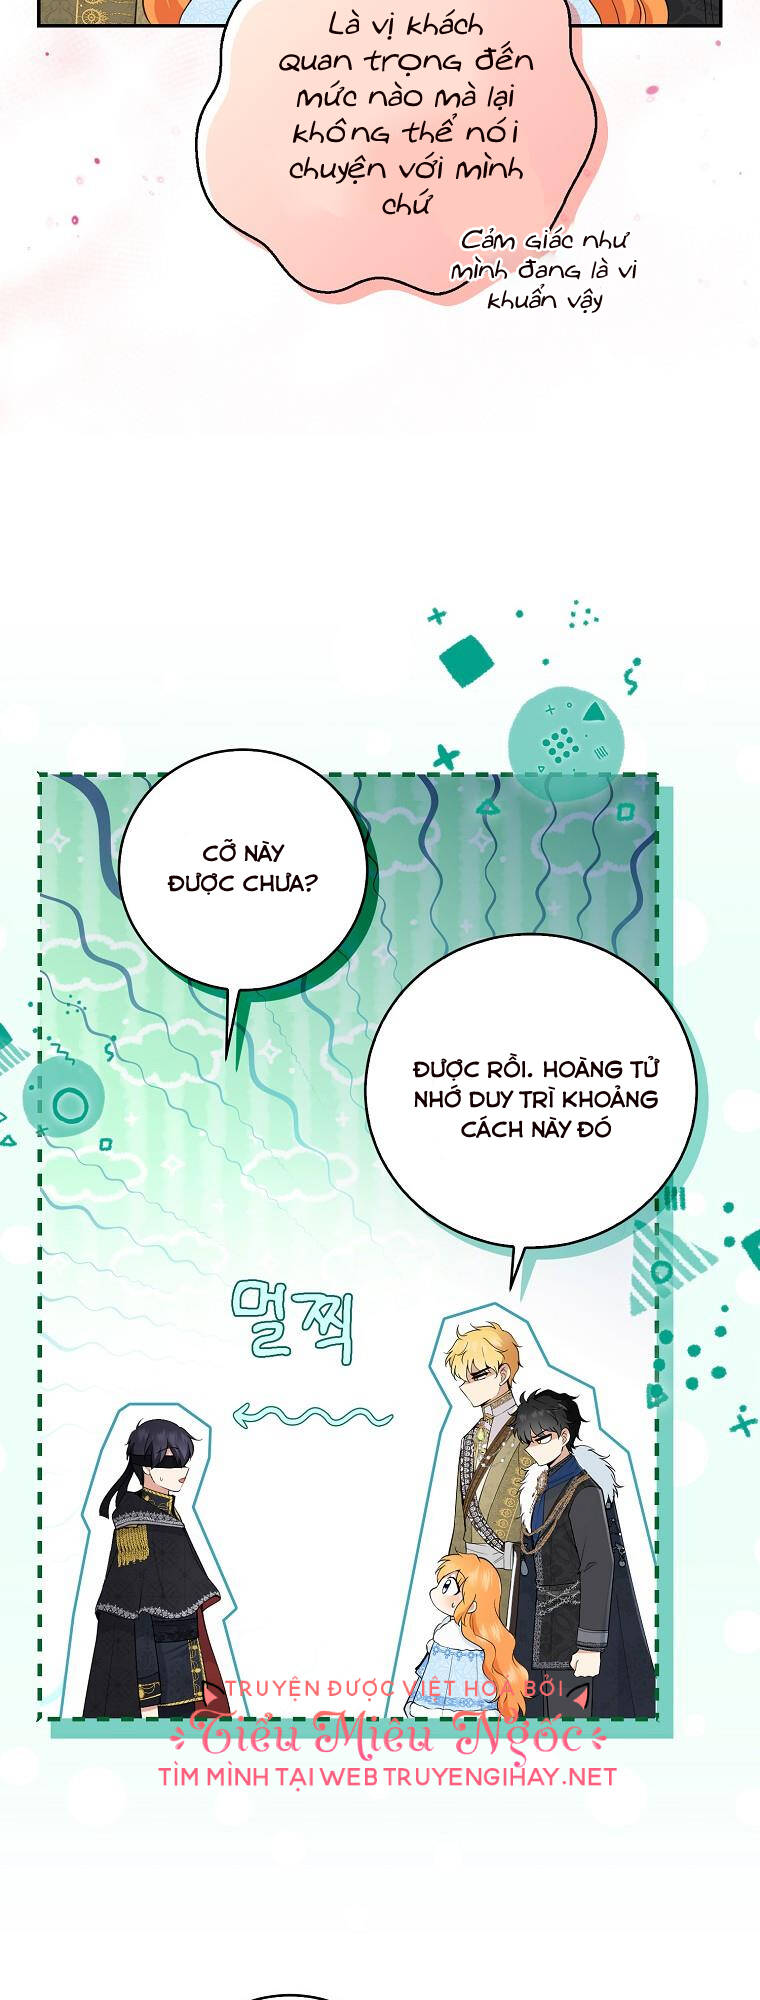 Là vị khách
quan trọng đến
mức nào mà lại
không thể nói
chuyện với mình
chứ
Cảm giác như
mình đang là vi
khuẩn vậy
CỠ NÀY
ĐƯỢC CHƯA?
ĐƯỢC RỒI. HOÀNG TỬ
NHỚ DUY TRÌ KHOẢNG
CÁCH NÀY ĐÓ
멀찍
TRUYỆN ĐƯỢC VIỆT HOÁ BỞI
Tiểu Miêu Ngốc
TÌM MÌNH TẠI WEB TRUYENGIHAY.NET